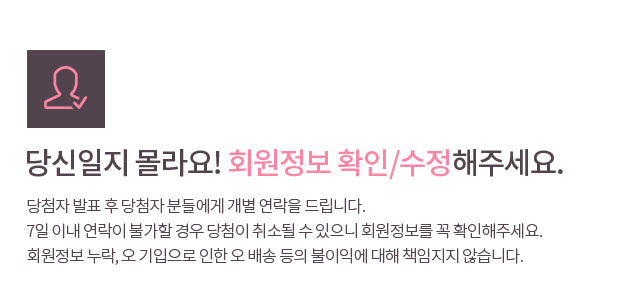 당신일지 몰라요! 회원정보 확인/수정해주세요.
당첨자 발표 후 당첨자 분들에게 개별 연락을 드립니다.
7일 이내 연락이 불가할 경우 당첨이 취소될 수 있으니 회원정보를 꼭 확인해주세요.
회원정보 누락, 오 기입으로 인한 오 배송 등의 불이익에 대해 책임지지 않습니다.